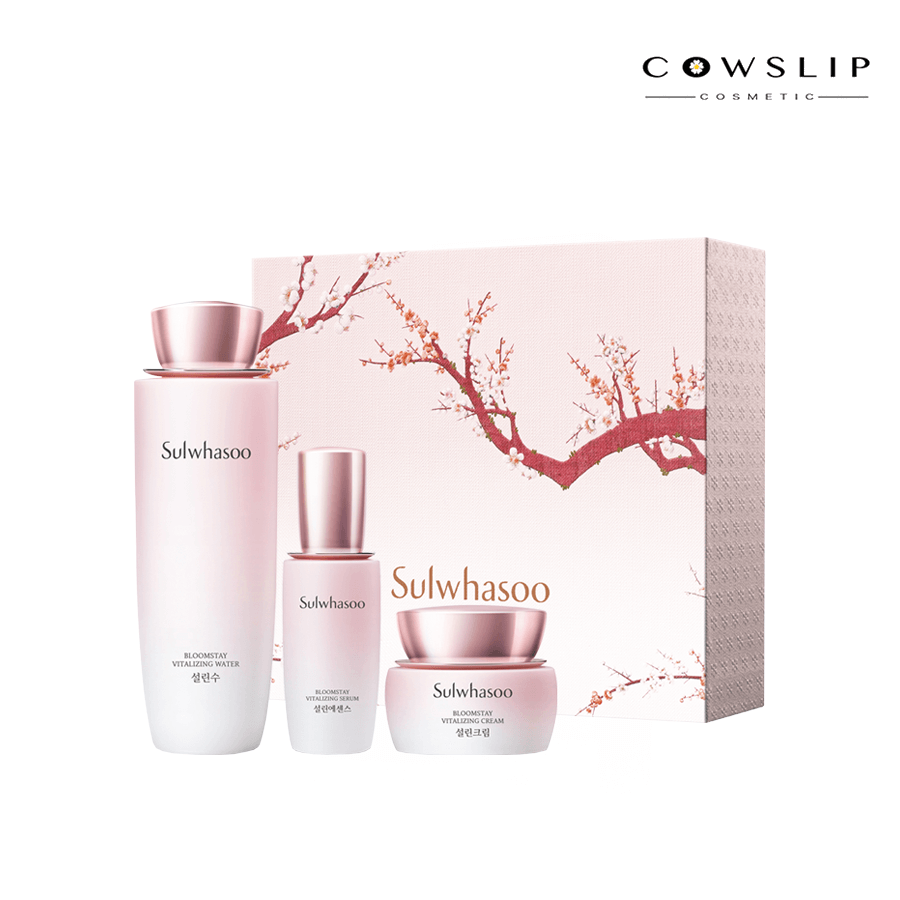 COWSLIP
COSMETIC
Sulwhasoo
BLOOMSTAY
VITALIZING WATER
설린수
Sulwhasoo
BLOOMSTAY
VITALIZING SERUM
설린에센스
Sulwhasoo
Sulwhasoo
BLOOMSTAY
VITALIZING CREAM
설린크림